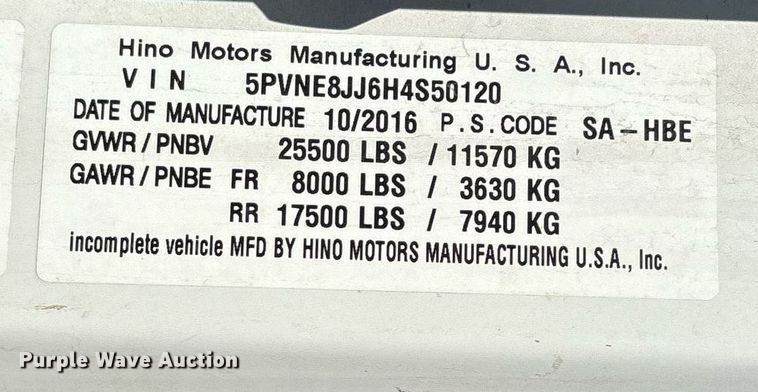 Hino Motors Manufacturing U. S. A., Inc.
VIN 5PVNE8JJ6H4S50120
DATE OF MANUFACTURE 10/2016 P.S.CODE SA-HBE
GVWR / PNBV 25500 LBS / 11570 KG
GAWR / PNBE FR 8000 LBS / 3630 KG
RR 17500 LBS / 7940 KG
incomplete vehicle MFD BY HINO MOTORS MANUFACTURING U.S.A., Inc.
Purple Wave Auction